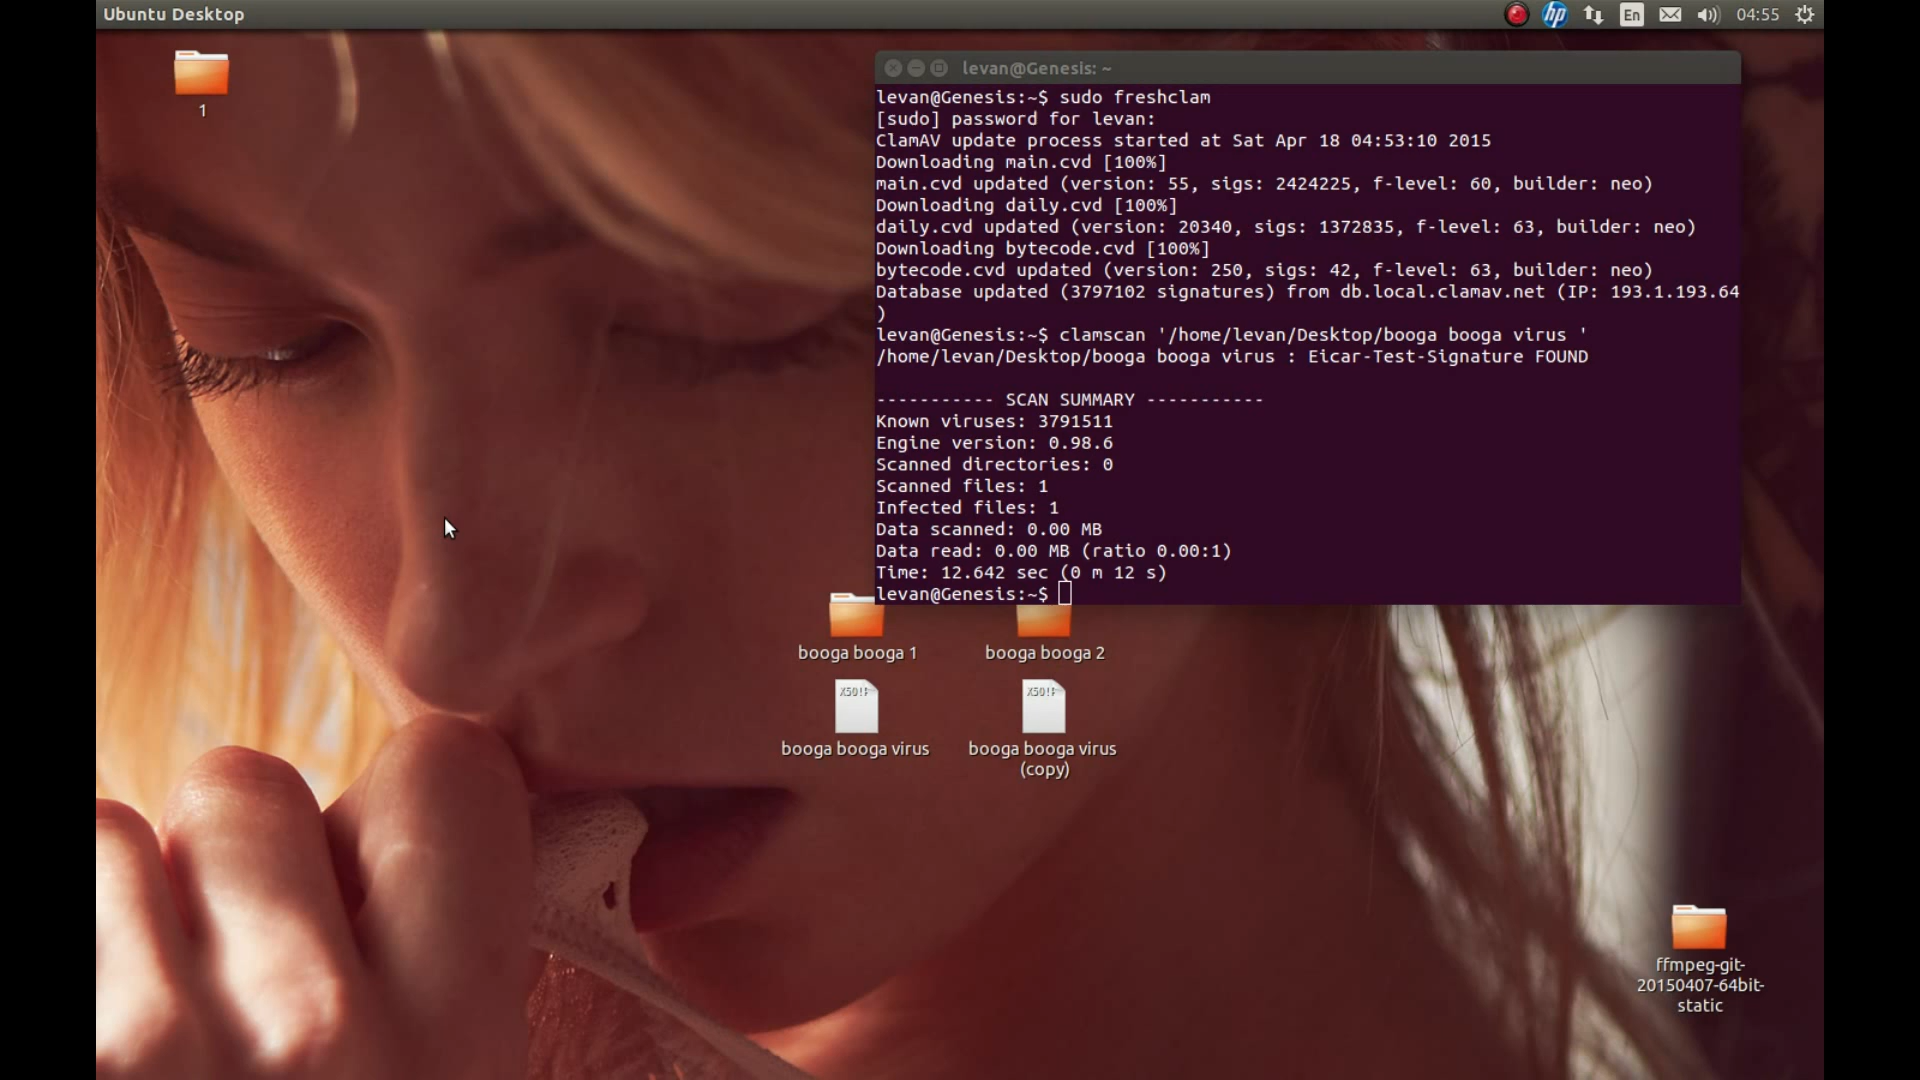 Ubuntu Desktop
hp
En
04:55
1
levan@Genesis: ~
levan@Genesis:~$ sudo freshclam
[sudo] password for levan:
ClamAV update process started at Sat Apr 18 04:53:10 2015
Downloading main.cvd [100%]
main.cvd updated (version: 55, sigs: 2424225, f-level: 60, builder: neo)
Downloading daily.cvd [100%]
daily.cvd updated (version: 20340, sigs: 1372835, f-level: 63, builder: neo)
Downloading bytecode.cvd [100%]
bytecode.cvd updated (version: 250, sigs: 42, f-level: 63, builder: neo)
Database updated (3797102 signatures) from db.local.clamav.net (IP: 193.1.193.64
)
levan@Genesis:~$ clamscan '/home/levan/Desktop/booga booga virus '
/home/levan/Desktop/booga booga virus : Eicar-Test-Signature FOUND
----------- SCAN SUMMARY -----------
Known viruses: 3791511
Engine version: 0.98.6
Scanned directories: 0
Scanned files: 1
Infected files: 1
Data scanned: 0.00 MB
Data read: 0.00 MB (ratio 0.00:1)
Time: 12.642 sec (0 m 12 s)
levan@Genesis:~$
booga booga 1
booga booga 2
X5O!P
X5O!P
booga booga virus
booga booga virus
(copy)
ffmpeg-git-
20150407-64bit-
static